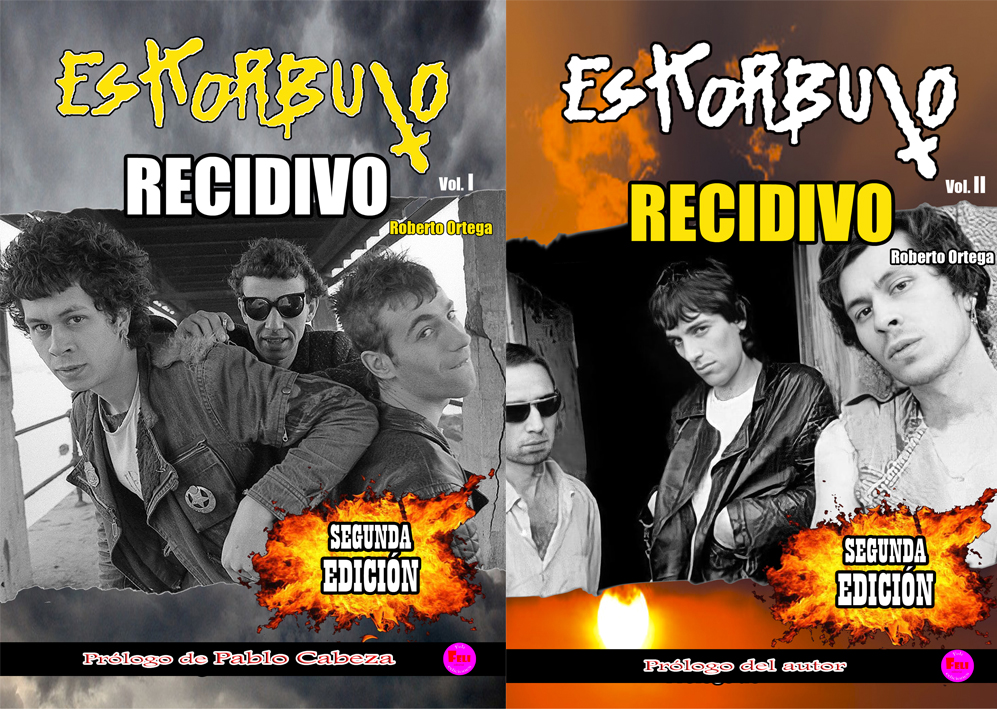 EsKORBUtO
RECIDIVO
Vol. I
Roberto Ortega
SEGUNDA
EDICIÓN
Prólogo de Pablo Cabeza
EsKORBUtO
RECIDIVO
Vol. II
Roberto Ortega
SEGUNDA
EDICIÓN
Prólogo del autor